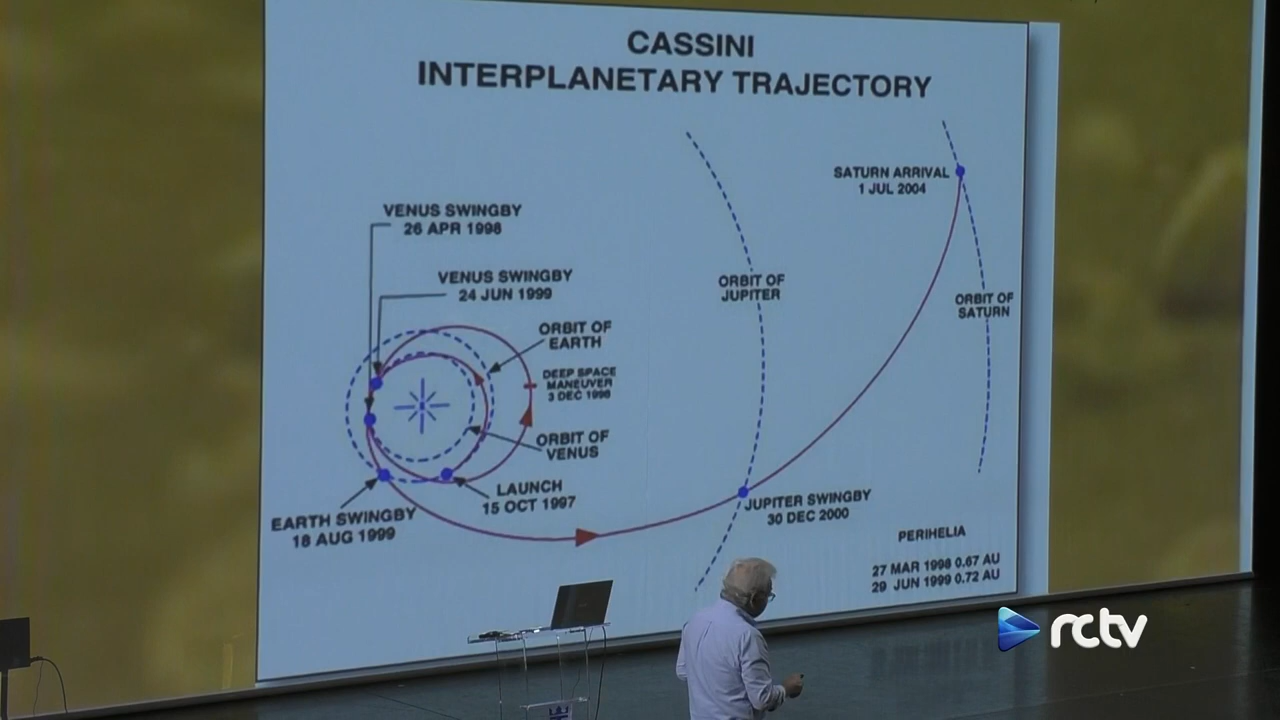 CASSINI
INTERPLANETARY TRAJECTORY
SATURN ARRIVAL
1 JUL 2004
VENUS SWINGBY
26 APR 1998
VENUS SWINGBY
24 JUN 1999
ORBIT OF
JUPITER
ORBIT OF
SATURN
ORBIT OF
EARTH
DEEP SPACE
MANEUVER
3 DEC 1998
ORBIT OF
VENUS
LAUNCH
15 OCT 1997
EARTH SWINGBY
18 AUG 1999
JUPITER SWINGBY
30 DEC 2000
PERIHELIA
27 MAR 1998 0.67 AU
29 JUN 1999 0.72 AU
rctv